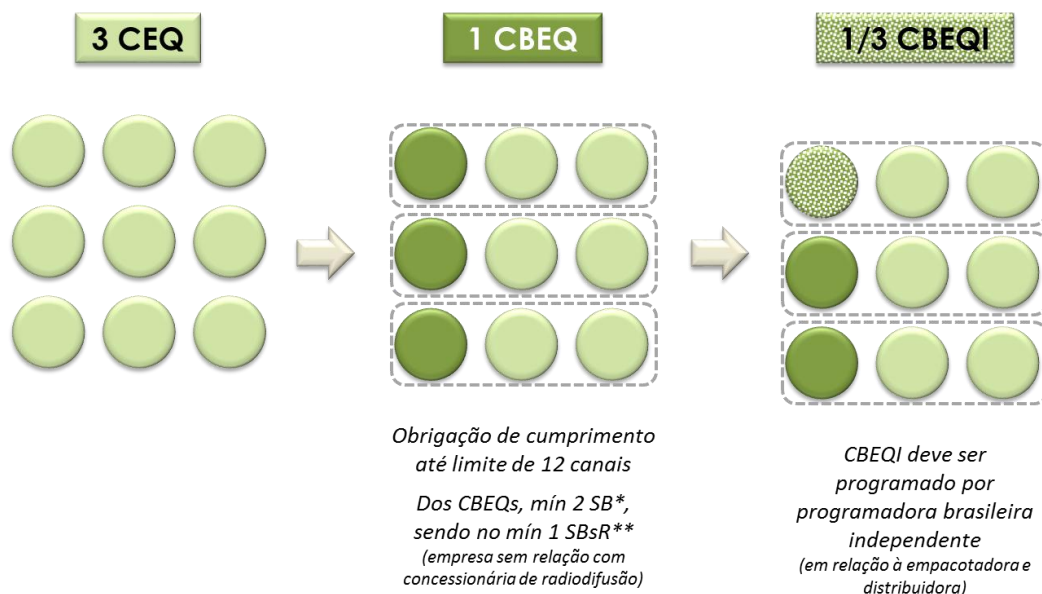 3 CEQ
1 CBEQ
1/3 CBEQI
Obrigação de cumprimento
até limite de 12 canais
Dos CBEQs, mín 2 SB*,
sendo no mín 1 SBsR**
(empresa sem relação com
concessionária de radiodifusão)
CBEQI deve ser
programado por
programadora brasileira
independente
(em relação à empacotadora e
distribuidora)